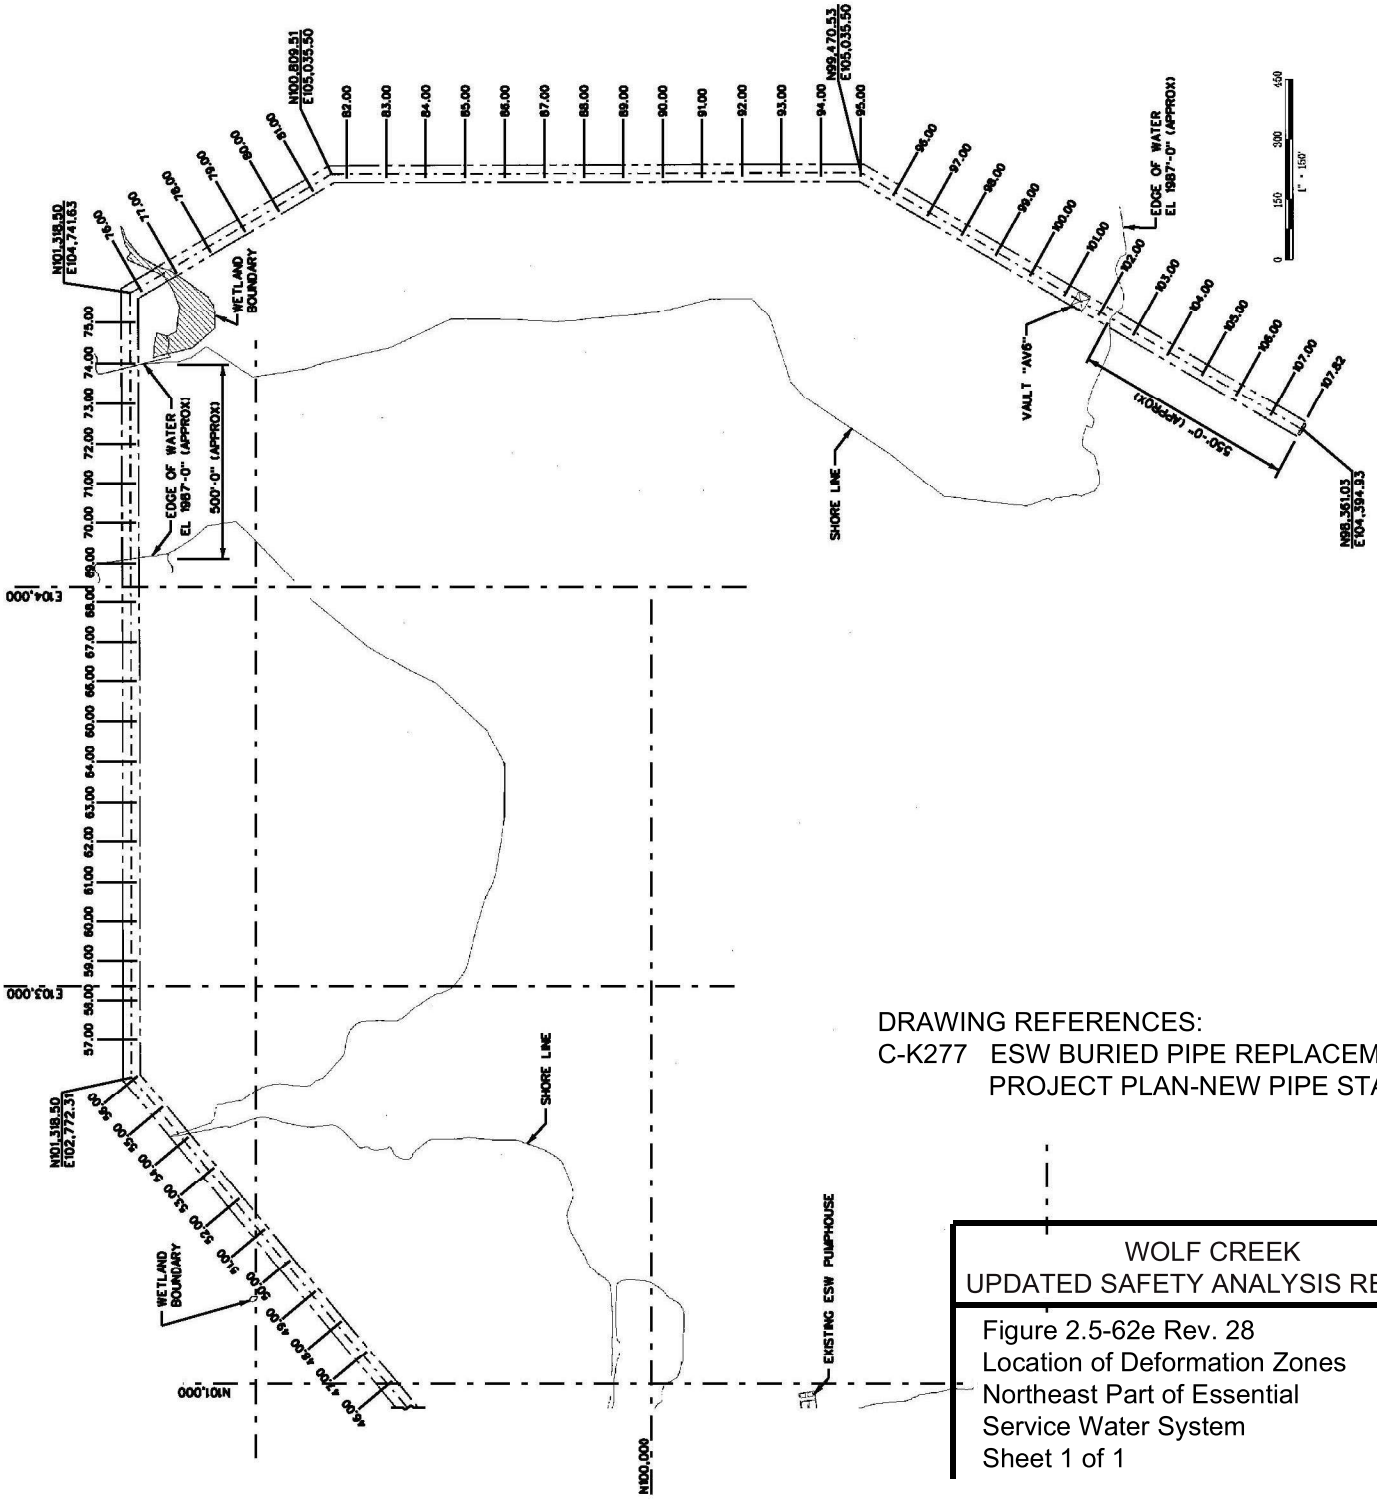 N100,809.51
E105,035.50
N99,470.53
E105,035.50
82.00
83.00
84.00
85.00
86.00
87.00
88.00
89.00
90.00
91.00
92.00
93.00
94.00
95.00
81.00
80.00
79.00
78.00
77.00
76.00
N101,318.50
E104,741.63
WETLAND
BOUNDARY
96.00
97.00
98.00
99.00
100.00
101.00
102.00
103.00
104.00
105.00
106.00
107.00
107.82
EDGE OF WATER
EL 1987'-0" (APPROX)
0
150
300
450
1" - 150'
VAULT "AV6"
550'-0" (APPROX)
N98,361.03
E104,394.93
SHORE LINE
EDGE OF WATER
EL 1987'-0" (APPROX)
500'-0" (APPROX)
75.00
74.00
73.00
72.00
71.00
70.00
69.00
68.00
67.00
66.00
60.00
64.00
63.00
62.00
61.00
60.00
59.00
58.00
57.00
E104,000
E103,000
N101,318.50
E102,772.31
56.00
55.00
54.00
53.00
52.00
51.00
50.00
49.00
48.00
47.00
46.00
WETLAND
BOUNDARY
N101,000
N100,000
SHORE LINE
EXISTING ESW PUMPHOUSE
DRAWING REFERENCES:
C-K277 ESW BURIED PIPE REPLACEM
PROJECT PLAN-NEW PIPE STA
WOLF CREEK
UPDATED SAFETY ANALYSIS RE
Figure 2.5-62e Rev. 28
Location of Deformation Zones
Northeast Part of Essential
Service Water System
Sheet 1 of 1